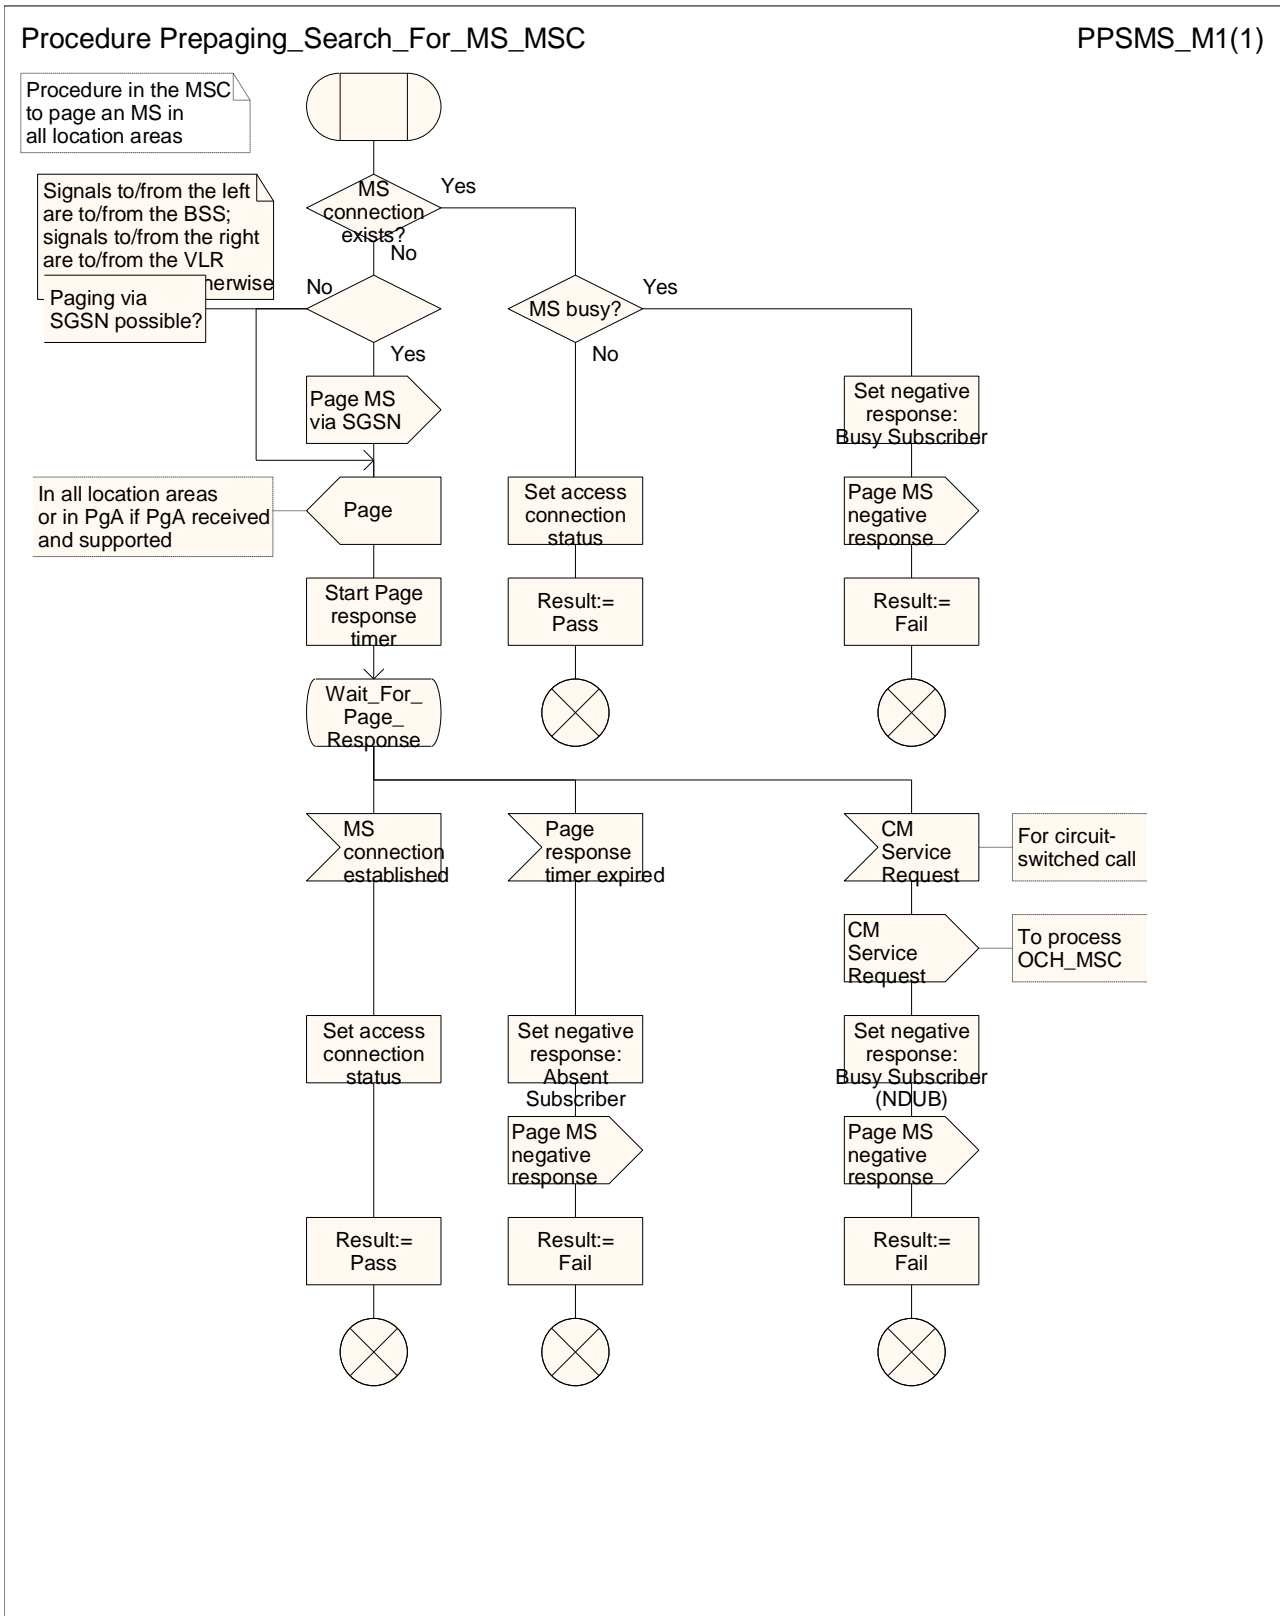 Procedure Prepaging_Search_For_MS_MSC
PPSMS_M1(1)
Procedure in the MSC
to page an MS in
all location areas
Signals to/from the left
are to/from the BSS;
signals to/from the right
are to/from the VLR
herwise
MS
connection
exists?
Yes
No
Paging via
SGSN possible?
No
Yes
MS busy?
Yes
No
Page MS
via SGSN
Set negative
response:
Busy Subscriber
In all location areas
or in PgA if PgA received
and supported
Page
Set access
connection
status
Page MS
negative
response
Start Page
response
timer
Result:=
Pass
Result:=
Fail
Wait_For_
Page_
Response
MS
connection
established
Page
response
timer expired
CM
Service
Request
For circuit-
switched call
CM
Service
Request
To process
OCH_MSC
Set access
connection
status
Set negative
response:
Absent
Subscriber
Set negative
response:
Busy Subscriber
(NDUB)
Page MS
negative
response
Page MS
negative
response
Result:=
Pass
Result:=
Fail
Result:=
Fail